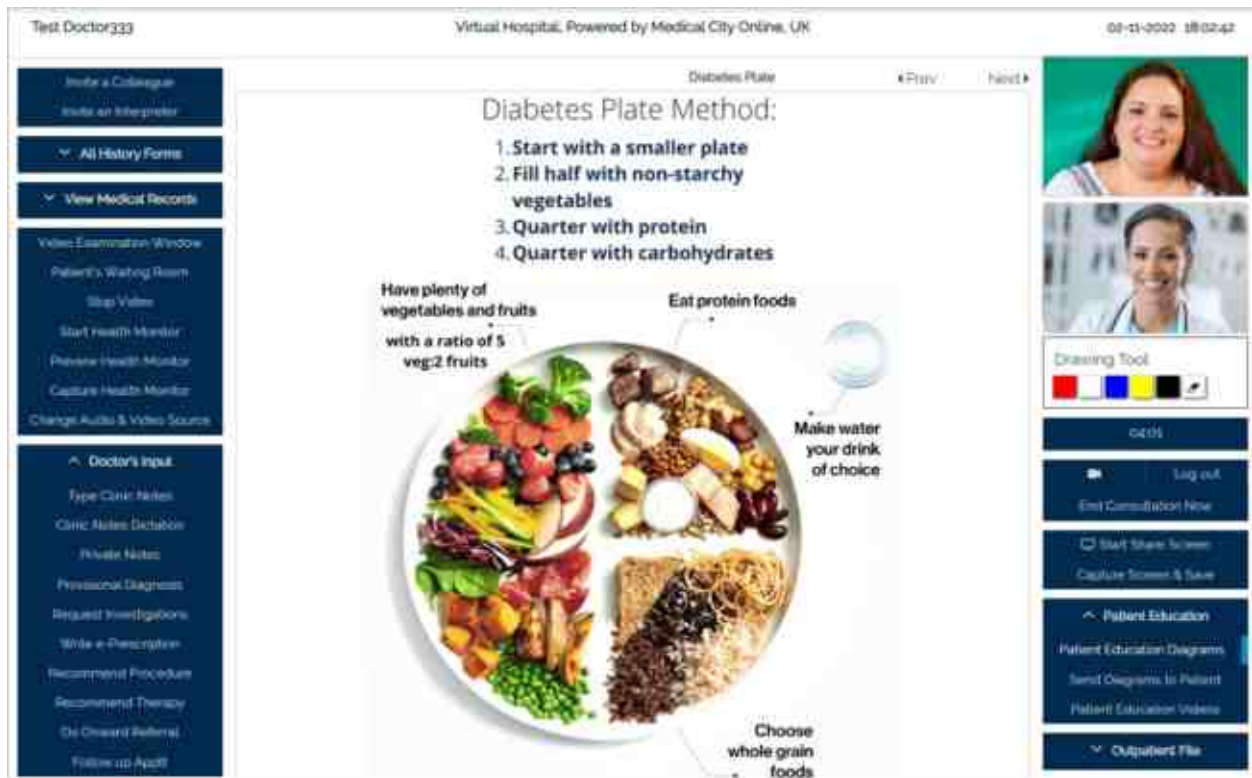 Test Doctor333
Virtual Hospital, Powered by Medical City Online, UK
02-11-2022 18:02:42
Invite a Colleague
Invite an Interpreter
All History Forms
View Medical Records
Video Examination Window
Patient's Waiting Room
Stop Video
Start Health Monitor
Preview Health Monitor
Capture Health Monitor
Change Audio & Video Source
Doctor's Input
Type Clinic Notes
Clinic Notes Dictation
Private Notes
Provisional Diagnosis
Request Investigations
Write e-Prescription
Recommend Procedure
Recommend Therapy
Do Onward Referral
Follow up Appt
Diabetes Plate
Prev
Next
Diabetes Plate Method:
1. Start with a smaller plate
2. Fill half with non-starchy
vegetables
3. Quarter with protein
4. Quarter with carbohydrates
Have plenty of
vegetables and fruits
with a ratio of 5
veg:2 fruits
Eat protein foods
Make water
your drink
of choice
Choose
whole grain
foods
Drawing Tool
Log out
End Consultation Now
Start Share Screen
Capture Screen & Save
Patient Education
Patient Education Diagrams
Send Diagrams to Patient
Patient Education Videos
Outpatient File